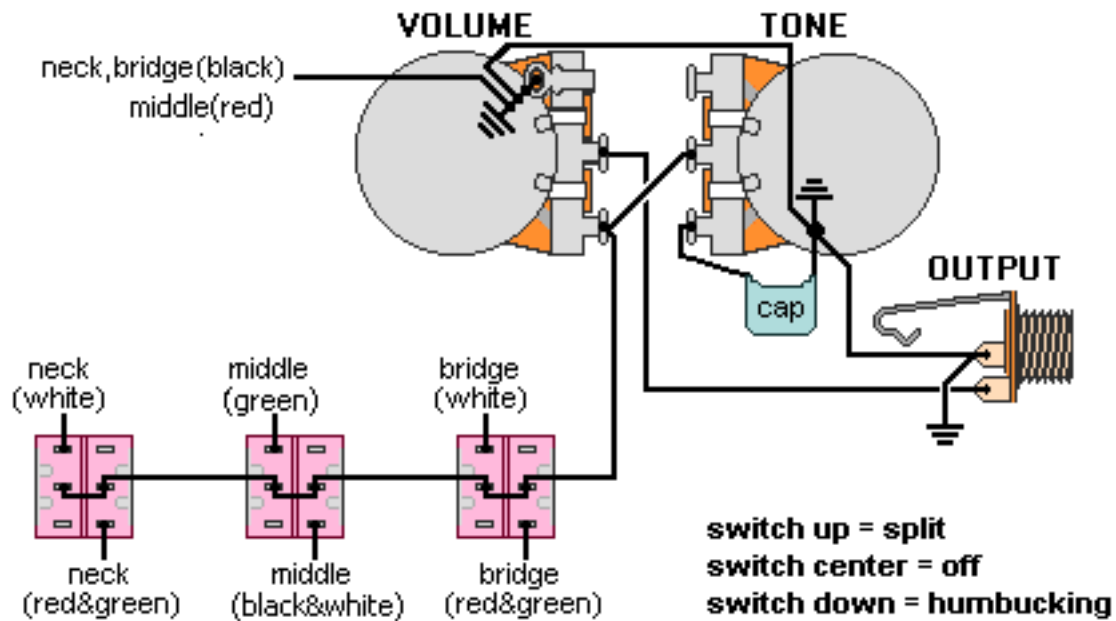 VOLUME
TONE
neck,bridge(black)
middle(red)
.
cap
OUTPUT
neck
(white)
middle
(green)
bridge
(white)
neck
(red&green)
middle
(black&white)
bridge
(red&green)
switch up = split
switch center = off
switch down = humbucking